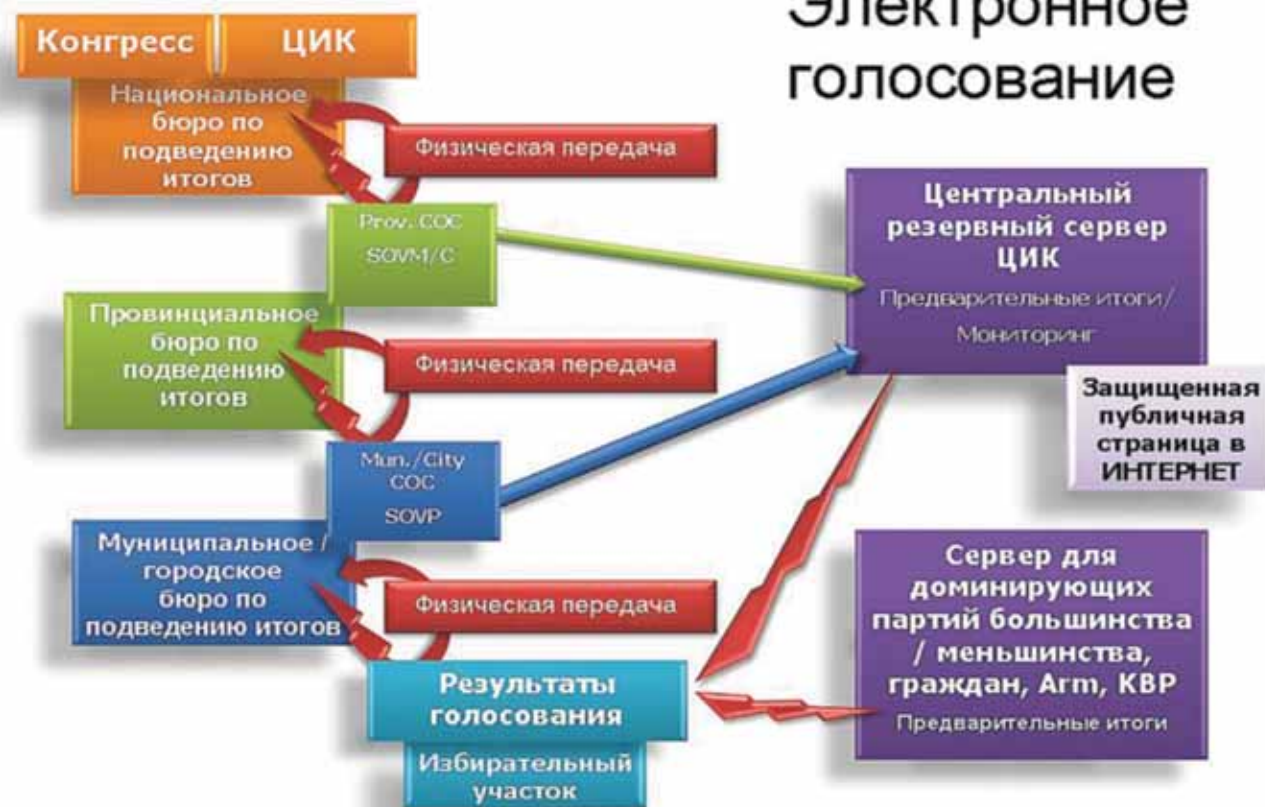 Электронное
голосование
Конгресс
ЦИК
Национальное
бюро по
подведению
итогов
Физическая передача
Prov. COC
SOVM/C
Центральный
резервный сервер
ЦИК
Предварительные итоги/
Мониторинг
Защищенная
публичная
страница в
ИНТЕРНЕТ
Провинциальное
бюро по
подведению
итогов
Физическая передача
Mun./City
COC
SOVP
Муниципальное /
городское
бюро по
подведению итогов
Физическая передача
Результаты
голосования
Избирательный
участок
Сервер для
доминирующих
партий большинства
/ меньшинства,
граждан, Arm, КВР
Предварительные итоги